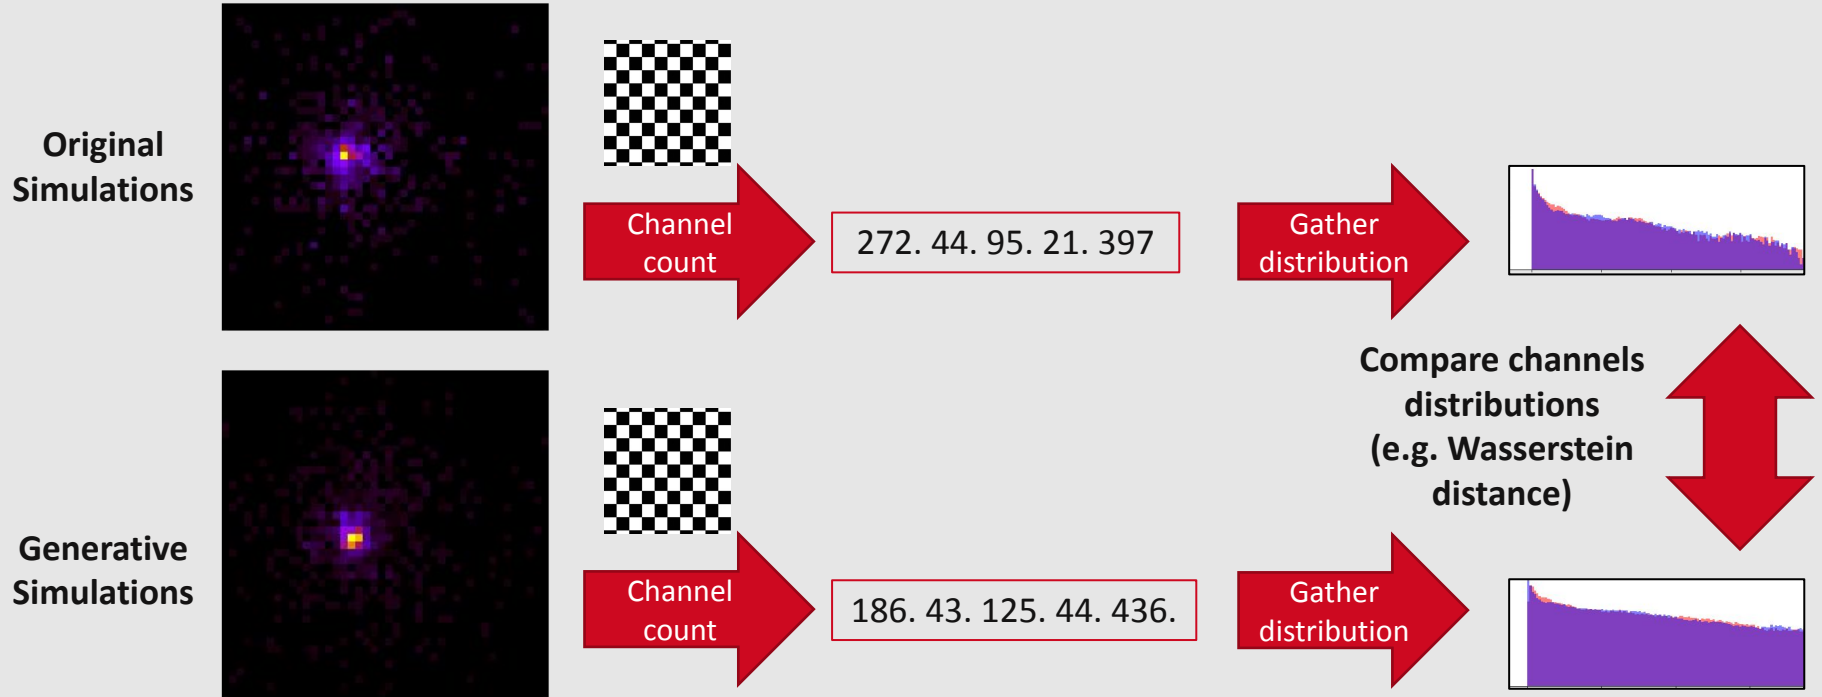 Original
Simulations
Channel
count
272. 44. 95. 21. 397
Gather
distribution
Compare channels
distributions
(e.g. Wasserstein
distance)
Generative
Simulations
Channel
count
186. 43. 125. 44. 436.
Gather
distribution